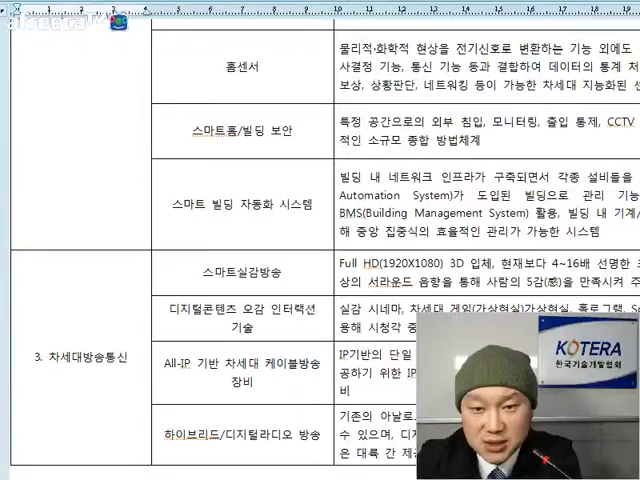 afreecaTV
홈센서
물리적·화학적 현상을 전기신호로 변환하는 기능 외에도
사결정 기능, 통신 기능 등과 결합하여 데이터의 통계 처
보상, 상황판단, 네트워킹 등이 가능한 차세대 지능화된 센
스마트홈/빌딩 보안
특정 공간으로의 외부 침입, 모니터링, 출입 통제, CCTV
적인 소규모 종합 방법체계
스마트 빌딩 자동화 시스템
빌딩 내 네트워크 인프라가 구축되면서 각종 설비들을
Automation System)가 도입된 빌딩으로 관리 기능
BMS(Building Management System) 활용, 빌딩 내 기계/
해 중앙 집중식의 효율적인 관리가 가능한 시스템
3. 차세대방송통신
스마트실감방송
Full HD(1920X1080) 3D 입체, 현재보다 4~16배 선명한
상의 서라운드 음향을 통해 사람의 5감(感)을 만족시켜 주
디지털콘텐츠 오감 인터랙션
기술
실감 시네마, 차세대 게임(가상현실)가상현실, 홀로그램,
용해 시청각
All-IP 기반 차세대 케이블방송
장비
IP기반의 단일
공하기 위한 IP
비
하이브리드/디지털라디오 방송
기존의 아날로
수 있으며, 디지
은 대륙 간 제
KOTERA
한국기술개발협회